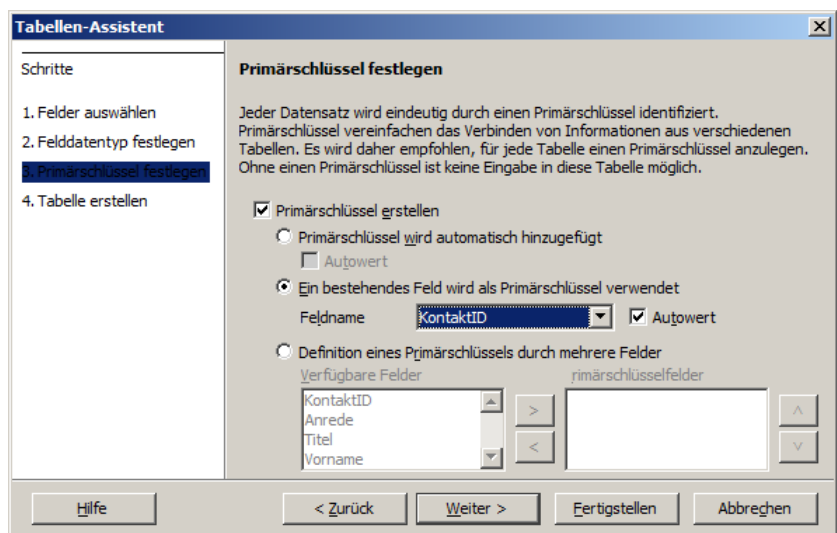 Tabellen-Assistent
Schritte
1. Felder auswählen
2. Felddatentyp festlegen
3. Primärschlüssel festlegen
4. Tabelle erstellen
Primärschlüssel festlegen
Jeder Datensatz wird eindeutig durch einen Primärschlüssel identifiziert.
Primärschlüssel vereinfachen das Verbinden von Informationen aus verschiedenen
Tabellen. Es wird daher empfohlen, für jede Tabelle einen Primärschlüssel anzulegen.
Ohne einen Primärschlüssel ist keine Eingabe in diese Tabelle möglich.
Primärschlüssel erstellen
Primärschlüssel wird automatisch hinzugefügt
Autowert
Ein bestehendes Feld wird als Primärschlüssel verwendet
Feldname KontaktID Autowert
Definition eines Primärschlüssels durch mehrere Felder
Verfügbare Felder rimärschlüsselfelder
KontaktID
Anrede
Titel
Vorname
>
<
Hilfe < Zurück Weiter > Fertigstellen Abbrechen